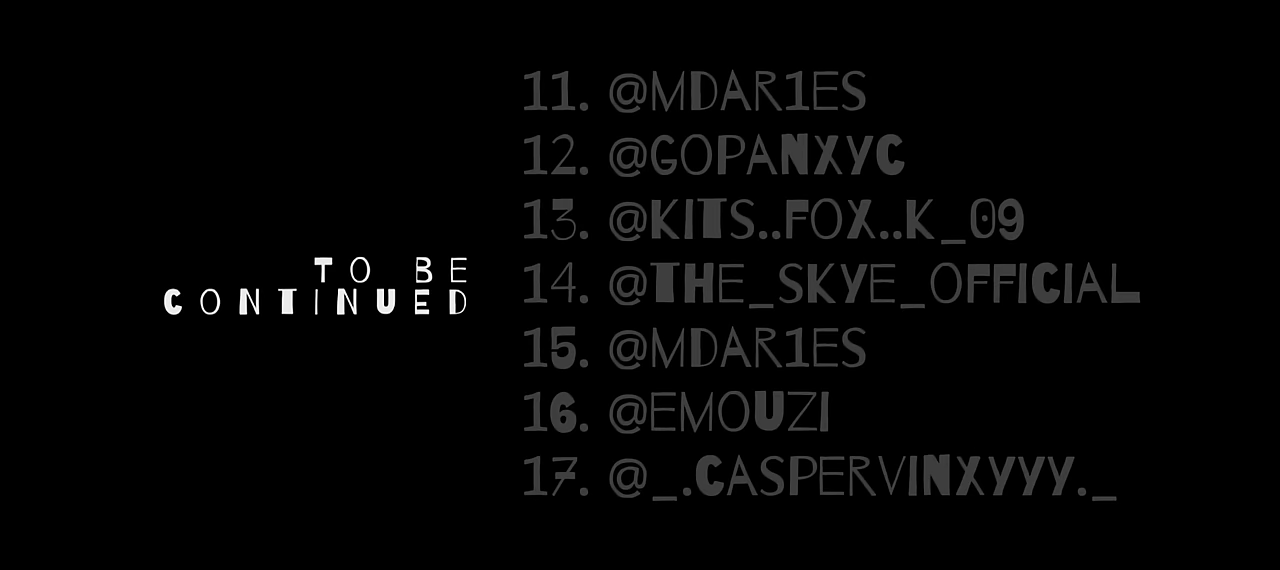 TO BE
CONTINUED
11. @MDAR1ES
12. @GOPANXYC
13. @KITS..FOX..K_09
14. @THE_SKYE_OFFICIAL
15. @MDAR1ES
16. @EMOUZI
17. @_.CASPERVINXYYY._